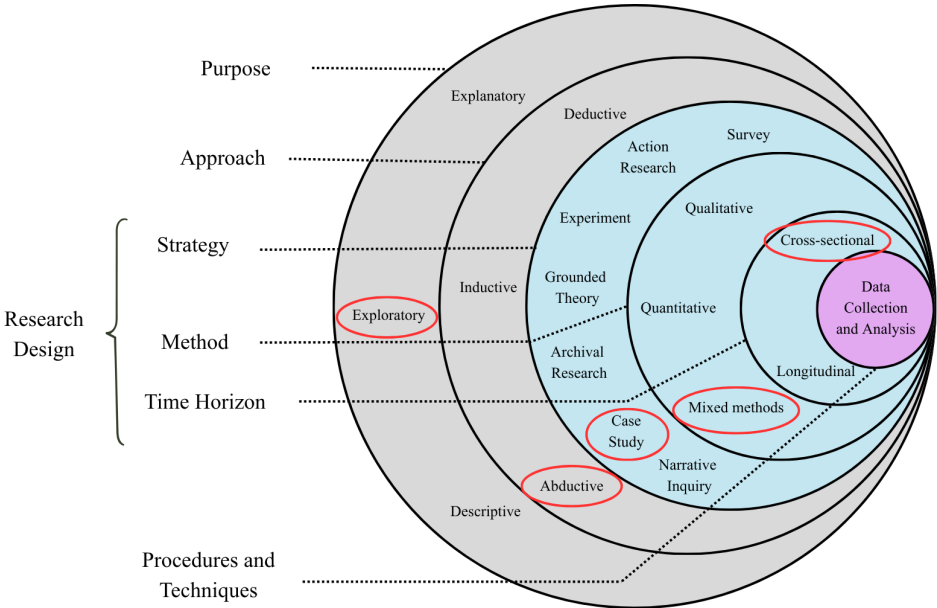 Purpose
Approach
Strategy
Research
Design
Method
Time Horizon
Procedures and
Techniques
Explanatory
Exploratory
Descriptive
Deductive
Inductive
Abductive
Survey
Action
Research
Experiment
Grounded
Theory
Archival
Research
Case
Study
Narrative
Inquiry
Qualitative
Quantitative
Mixed methods
Cross-sectional
Longitudinal
Data
Collection
and Analysis